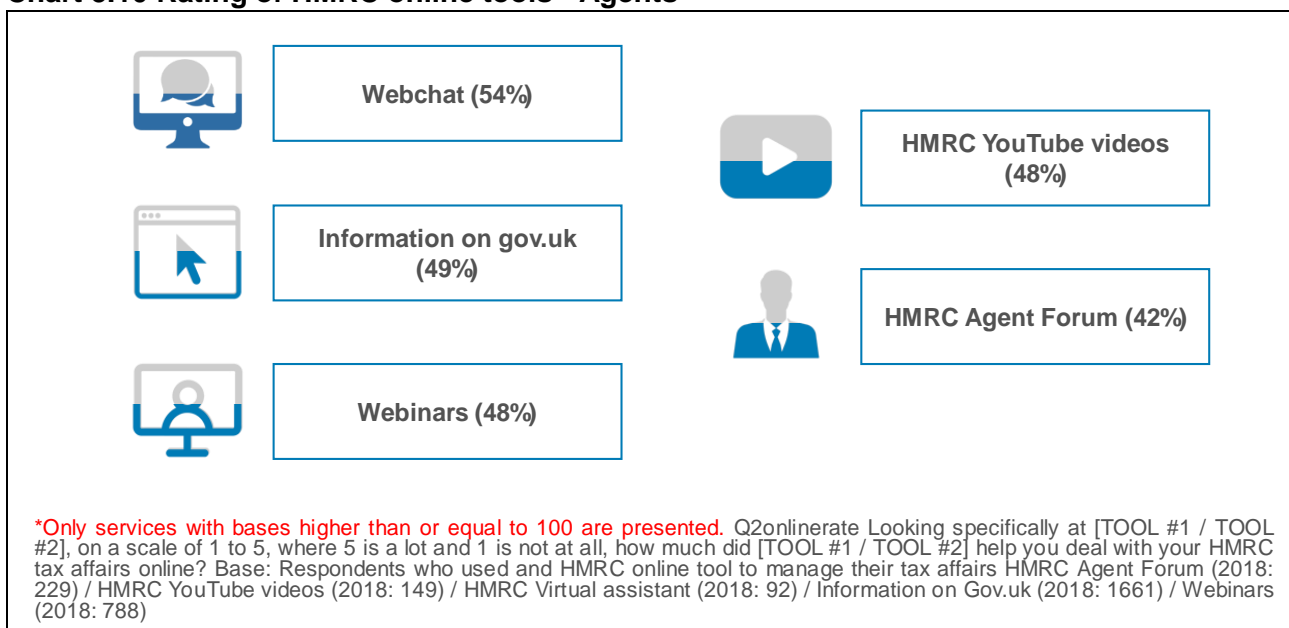 Webchat (54%)
Information on gov.uk
(49%)
Webinars (48%)
HMRC YouTube videos
(48%)
HMRC Agent Forum (42%)
*Only services with bases higher than or equal to 100 are presented. Q2onlinerate Looking specifically at [TOOL #1 / TOOL
#2], on a scale of 1 to 5, where 5 is a lot and 1 is not at all, how much did [TOOL #1 / TOOL #2] help you deal with your HMRC
tax affairs online? Base: Respondents who used and HMRC online tool to manage their tax affairs HMRC Agent Forum (2018:
229) / HMRC YouTube videos (2018: 149) / HMRC Virtual assistant (2018: 92) / Information on Gov.uk (2018: 1661) / Webinars
(2018: 788)